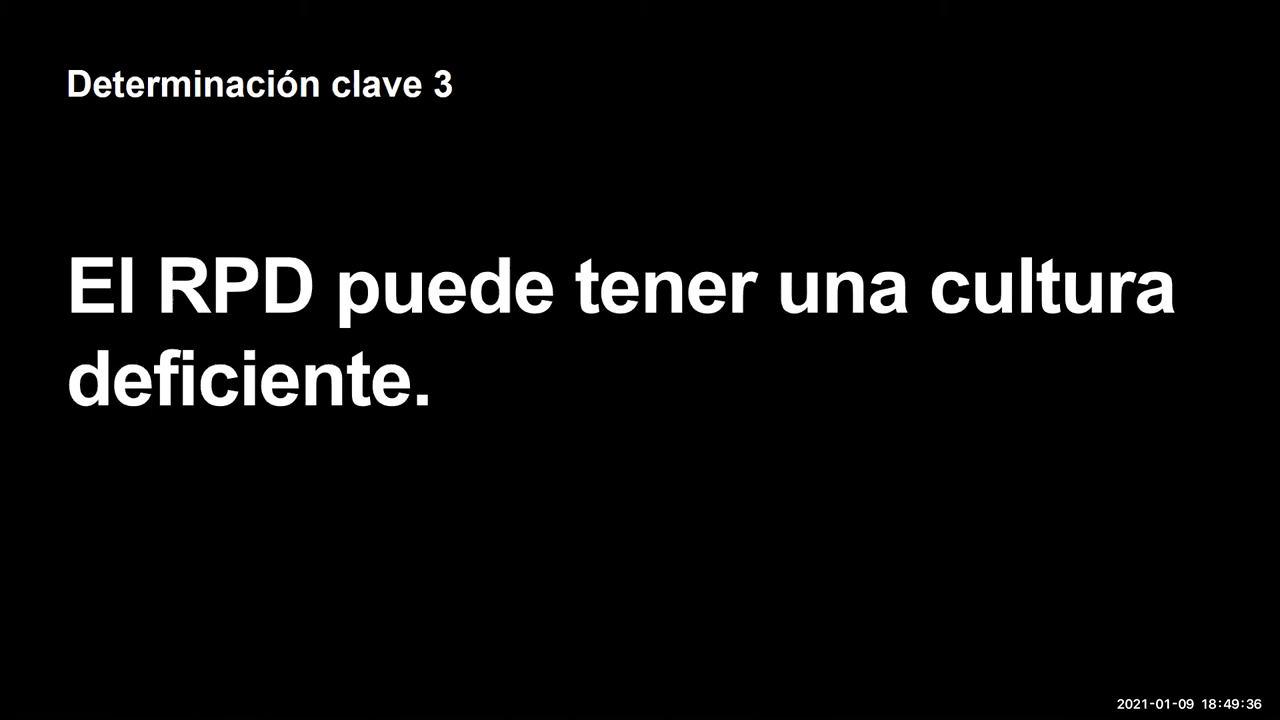 Determinación clave 3
El RPD puede tener una cultura
deficiente.
2021-01-09 18:49:36